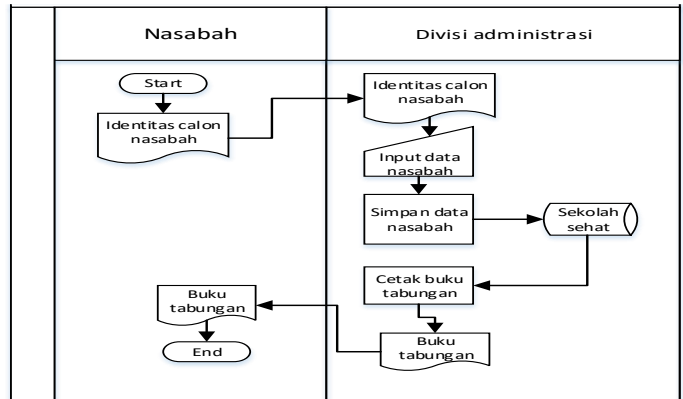 Nasabah
Divisi administrasi
Start
Identitas calon
nasabah
Identitas calon
nasabah
Input data
nasabah
Simpan data
nasabah
Sekolah
sehat
Cetak buku
tabungan
Buku
tabungan
Buku
tabungan
End